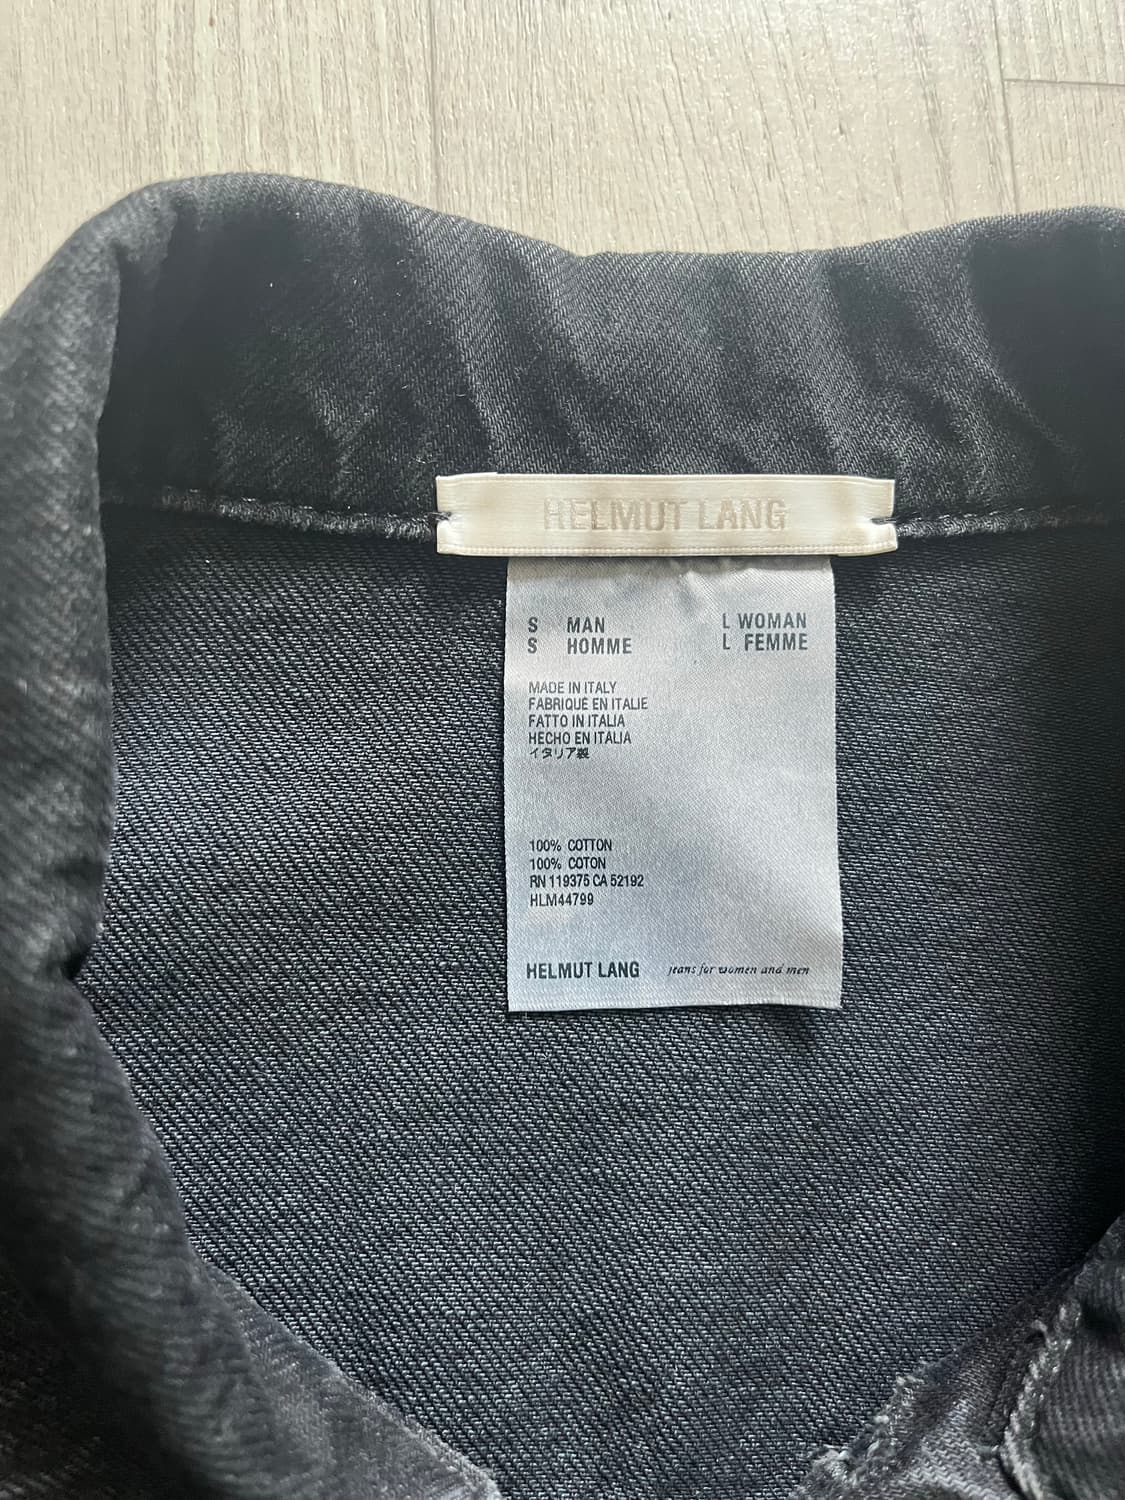 HELMUT LANG
S MAN L WOMAN
S HOMME L FEMME
MADE IN ITALY
FABRIQUÉ EN ITALIE
FATTO IN ITALIA
HECHO EN ITALIA
イタリア製
100% COTTON
100% COTON
RN 119375 CA 52192
HLM44799
HELMUT LANG jeans for women and men